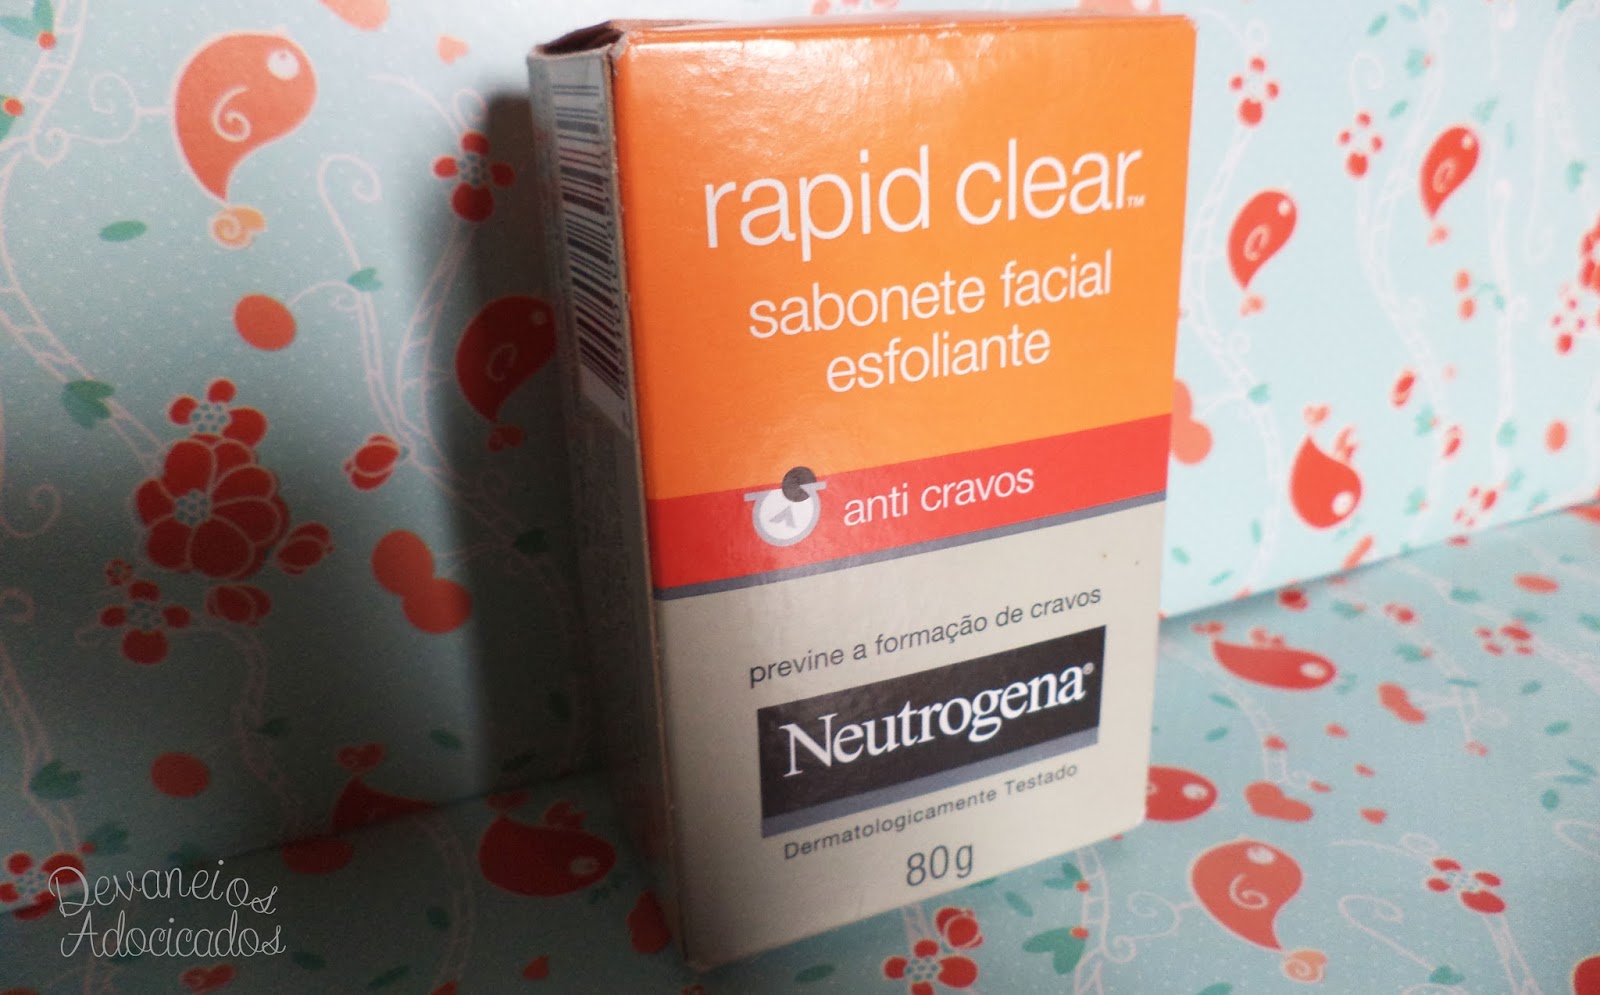 rapid clear™
sabonete facial
esfoliante
anti cravos
previne a formação de cravos
Neutrogena®
Dermatologicamente Testado
80g
Devaneios
Adocicados